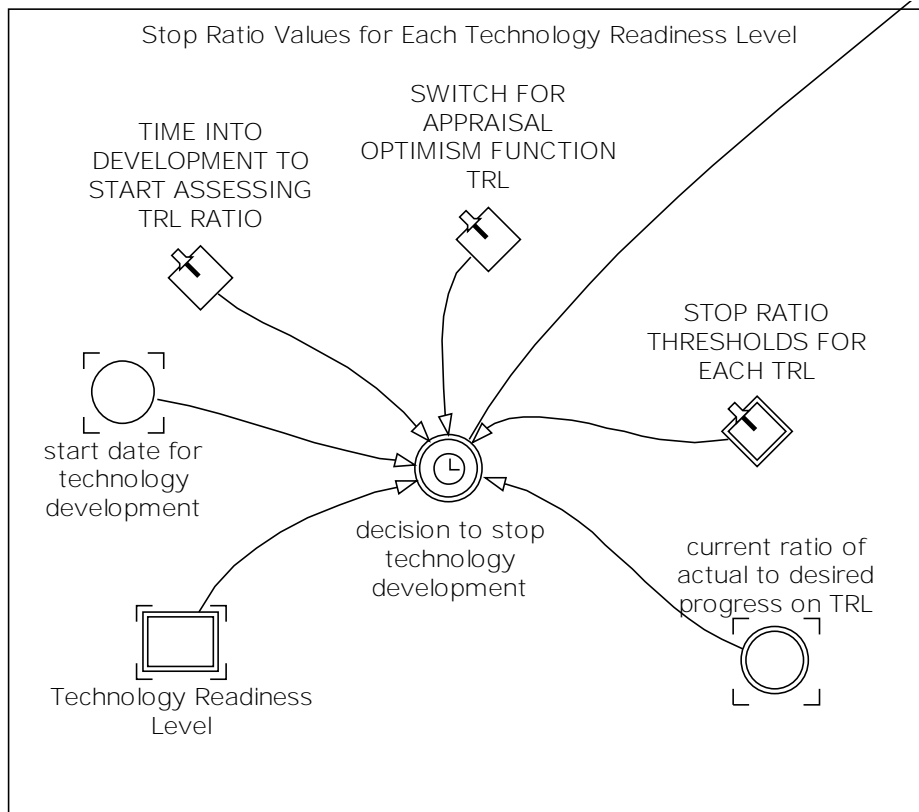 Stop Ratio Values for Each Technology Readiness Level
SWITCH FOR
APPRAISAL
OPTIMISM FUNCTION
TRL
TIME INTO
DEVELOPMENT TO
START ASSESSING
TRL RATIO
STOP RATIO
THRESHOLDS FOR
EACH TRL
start date for
technology
development
decision to stop
technology
development
current ratio of
actual to desired
progress on TRL
Technology Readiness
Level